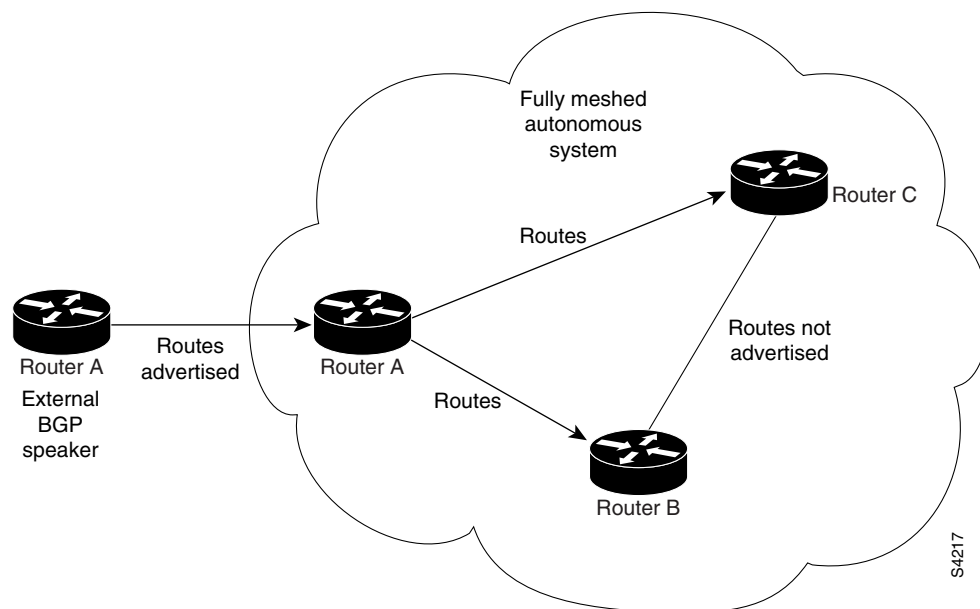 Fully meshed
autonomous
system
Router C
Routes
Routes not
advertised
Routes
advertised
Router A
Router A
External
BGP
speaker
Routes
Router B
S4217